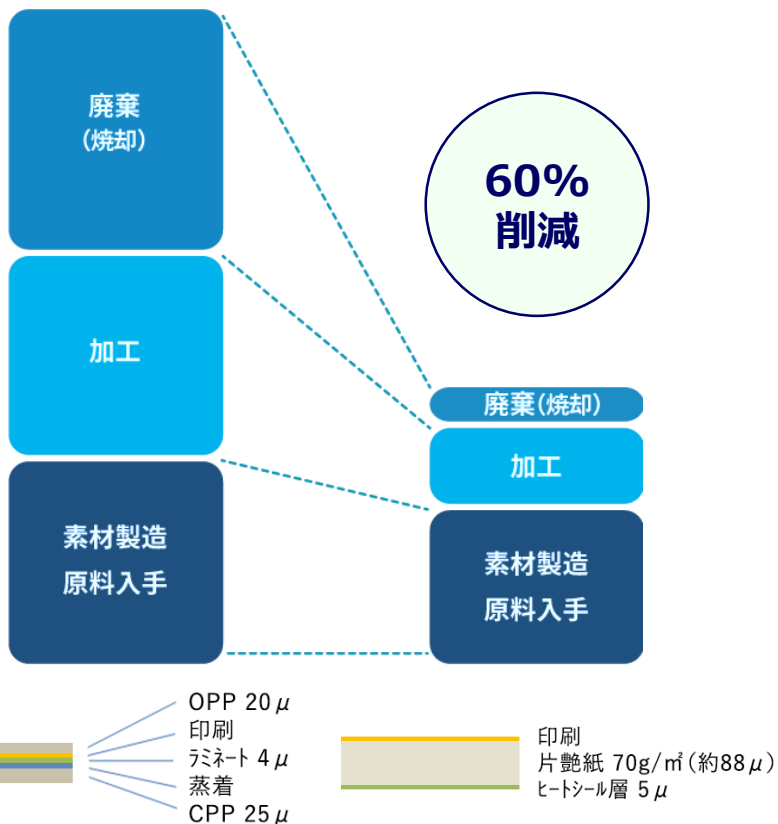 廃棄
(焼却)
加工
素材製造
原料入手
60%
削減
廃棄(焼却)
加工
素材製造
原料入手
OPP 20μ
印刷
ﾗﾐﾈｰﾄ 4μ
蒸着
CPP 25μ
印刷
片艶紙 70g/㎡(約88μ)
ﾋｰﾄｼｰﾙ層 5μ